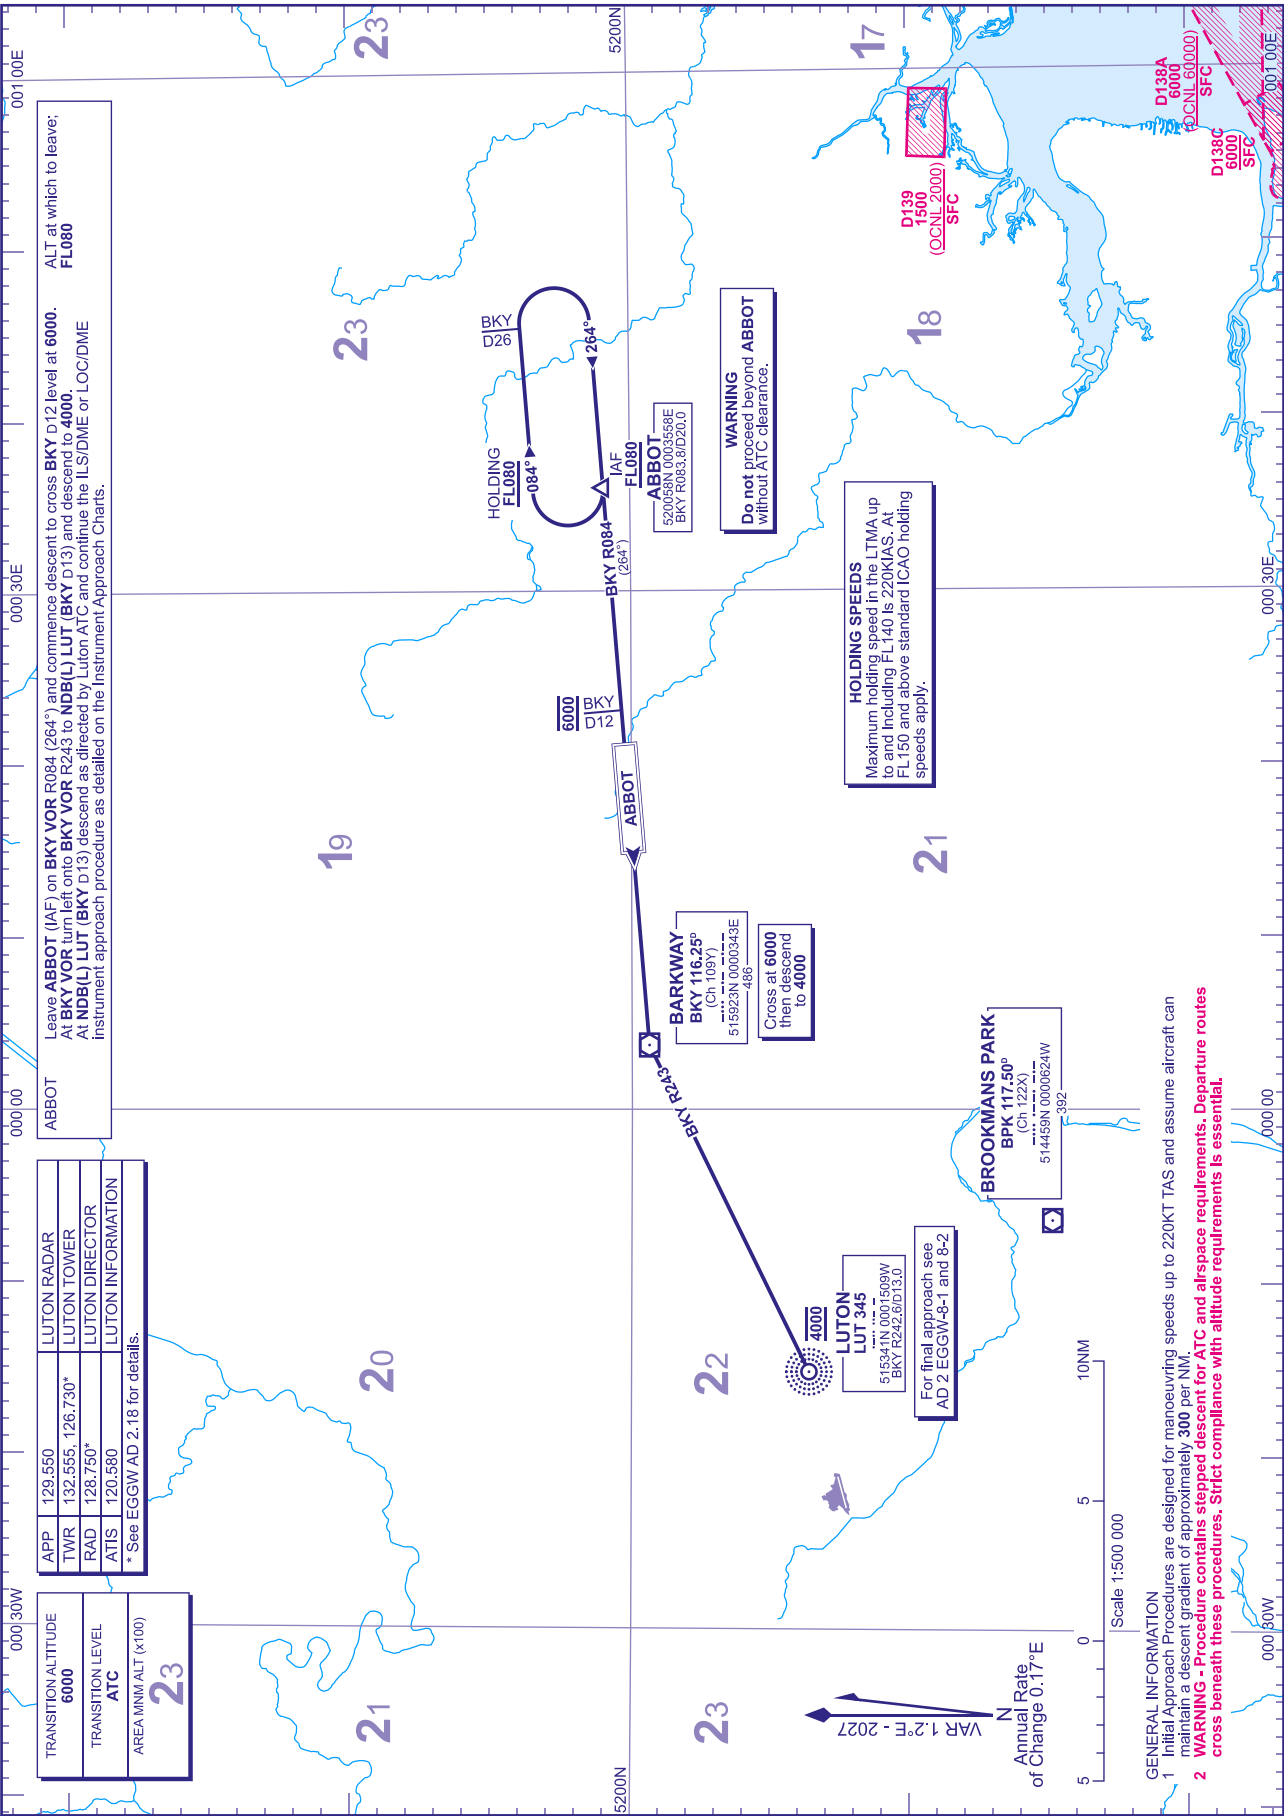 TRANSITION ALTITUDE
6000
TRANSITION LEVEL
ATC
AREA MNM ALT (x100)
23
APP 129.550 LUTON RADAR
TWR 132.555, 126.730* LUTON TOWER
RAD 128.750* LUTON DIRECTOR
ATIS 120.580 LUTON INFORMATION
* See EGGW AD 2.18 for details.
ABBOT
Leave ABBOT (IAF) on BKY VOR R084 (264°) and commence descent to cross BKY D12 level at 6000.
At BKY VOR turn left onto BKY VOR R243 to NDB(L) LUT (BKY D13) and descend to 4000.
At NDB(L) LUT (BKY D13) descend as directed by Luton ATC and continue the ILS/DME or LOC/DME
instrument approach procedure as detailed on the Instrument Approach Charts.
ALT at which to leave;
FL080
000 30W
000 00
000 30E
001 00E
21
20
19
23
23
HOLDING
FL080
084°
BKY
D26
264°
IAF
FL080
ABBOT
520058N 0003558E
BKY R083.8/D20.0
BKY R084
(264°)
6000
BKY
D12
ABBOT
5200N
5200N
BARKWAY
BKY 116.25ᴰ
(Ch 109Y)
515923N 0000343E
486
Cross at 6000
then descend
to 4000
BKY R243
WARNING
Do not proceed beyond ABBOT
without ATC clearance.
HOLDING SPEEDS
Maximum holding speed in the LTMA up
to and Including FL140 Is 220KIAS. At
FL150 and above standard ICAO holding
speeds apply.
23
22
21
18
17
4000
LUTON
LUT 345
515341N 0001509W
BKY R242.6/D13.0
For final approach see
AD 2 EGGW-8-1 and 8-2
BROOKMANS PARK
BPK 117.50ᴰ
(Ch 122X)
514459N 0000624W
392
D139
1500
(OCNL 2000)
SFC
D138A
6000
(OCNL 60000)
SFC
D138C
6000
SFC
VAR 1.2°E - 2027
N
Annual Rate
of Change 0.17°E
5 0 5 10NM
Scale 1:500 000
GENERAL INFORMATION
1 Initial Approach Procedures are designed for manoeuvring speeds up to 220KT TAS and assume aircraft can
maintain a descent gradient of approximately 300 per NM.
2 WARNING - Procedure contains stepped descent for ATC and airspace requirements. Departure routes
cross beneath these procedures. Strict compliance with altitude requirements is essential.
000 30W
000 00
000 30E
001 00E